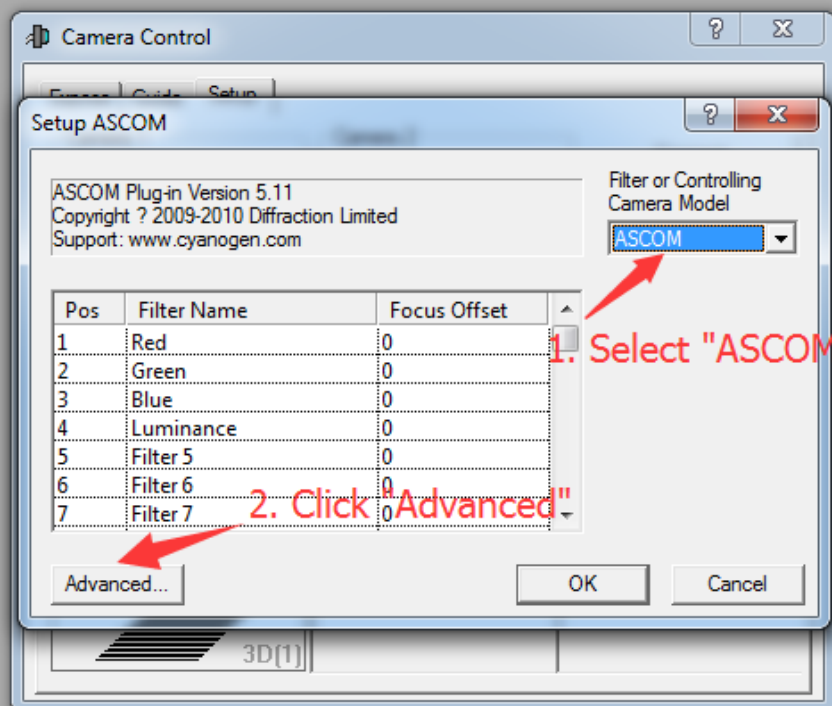 Camera Control
Expose Guide Setup
Setup ASCOM
ASCOM Plug-in Version 5.11
Copyright ? 2009-2010 Diffraction Limited
Support: www.cyanogen.com
Filter or Controlling
Camera Model
ASCOM
Pos Filter Name Focus Offset
1 Red 0
2 Green 0
3 Blue 0
4 Luminance 0
5 Filter 5 0
6 Filter 6 0
7 Filter 7 0
1. Select "ASCOM
2. Click "Advanced"
Advanced...
OK
Cancel
3D(1)